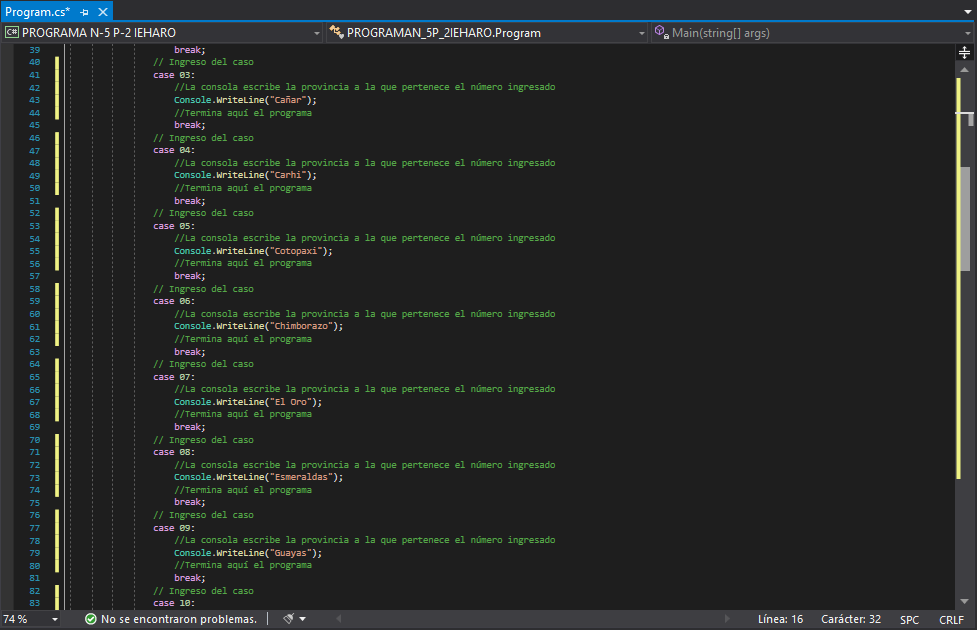 Program.cs*
C# PROGRAMA N-5 P-2 IEHARO PROGRAMAN_5P_2IEHARO.Program Main(string[] args)
39 break;
40 // Ingreso del caso
41 case 03:
42 //La consola escribe la provincia a la que pertenece el número ingresado
43 Console.WriteLine("Cañar");
44 //Termina aquí el programa
45 break;
46 // Ingreso del caso
47 case 04:
48 //La consola escribe la provincia a la que pertenece el número ingresado
49 Console.WriteLine("Carhi");
50 //Termina aquí el programa
51 break;
52 // Ingreso del caso
53 case 05:
54 //La consola escribe la provincia a la que pertenece el número ingresado
55 Console.WriteLine("Cotopaxi");
56 //Termina aquí el programa
57 break;
58 // Ingreso del caso
59 case 06:
60 //La consola escribe la provincia a la que pertenece el número ingresado
61 Console.WriteLine("Chimborazo");
62 //Termina aquí el programa
63 break;
64 // Ingreso del caso
65 case 07:
66 //La consola escribe la provincia a la que pertenece el número ingresado
67 Console.WriteLine("El Oro");
68 //Termina aquí el programa
69 break;
70 // Ingreso del caso
71 case 08:
72 //La consola escribe la provincia a la que pertenece el número ingresado
73 Console.WriteLine("Esmeraldas");
74 //Termina aquí el programa
75 break;
76 // Ingreso del caso
77 case 09:
78 //La consola escribe la provincia a la que pertenece el número ingresado
79 Console.WriteLine("Guayas");
80 //Termina aquí el programa
81 break;
82 // Ingreso del caso
83 case 10:
74 % No se encontraron problemas. Línea: 16 Carácter: 32 SPC CRLF